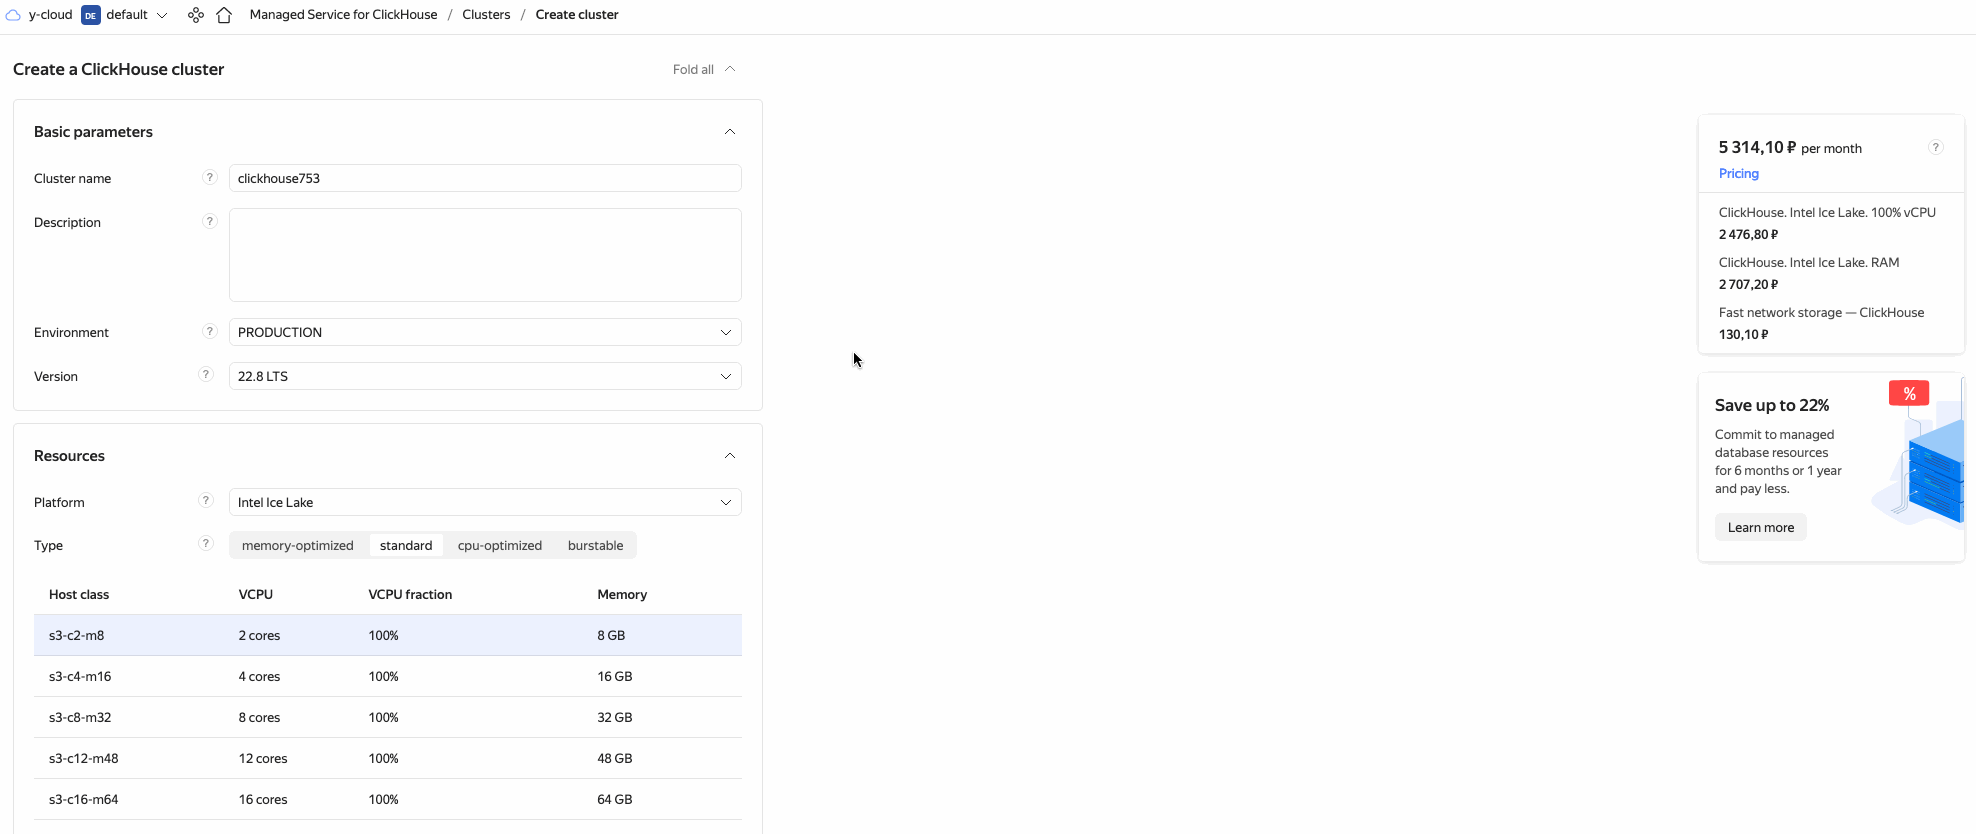 y-cloud DE default Managed Service for ClickHouse / Clusters / Create cluster
Create a ClickHouse cluster Fold all
Basic parameters
Cluster name ? clickhouse753
Description ?
Environment ? PRODUCTION
Version ? 22.8 LTS
Resources
Platform ? Intel Ice Lake
Type ? memory-optimized standard cpu-optimized burstable
Host class VCPU VCPU fraction Memory
s3-c2-m8 2 cores 100% 8 GB
s3-c4-m16 4 cores 100% 16 GB
s3-c8-m32 8 cores 100% 32 GB
s3-c12-m48 12 cores 100% 48 GB
s3-c16-m64 16 cores 100% 64 GB
5 314,10 ₽ per month ?
Pricing
ClickHouse. Intel Ice Lake. 100% vCPU
2 476,80 ₽
ClickHouse. Intel Ice Lake. RAM
2 707,20 ₽
Fast network storage — ClickHouse
130,10 ₽
%
Save up to 22%
Commit to managed
database resources
for 6 months or 1 year
and pay less.
Learn more